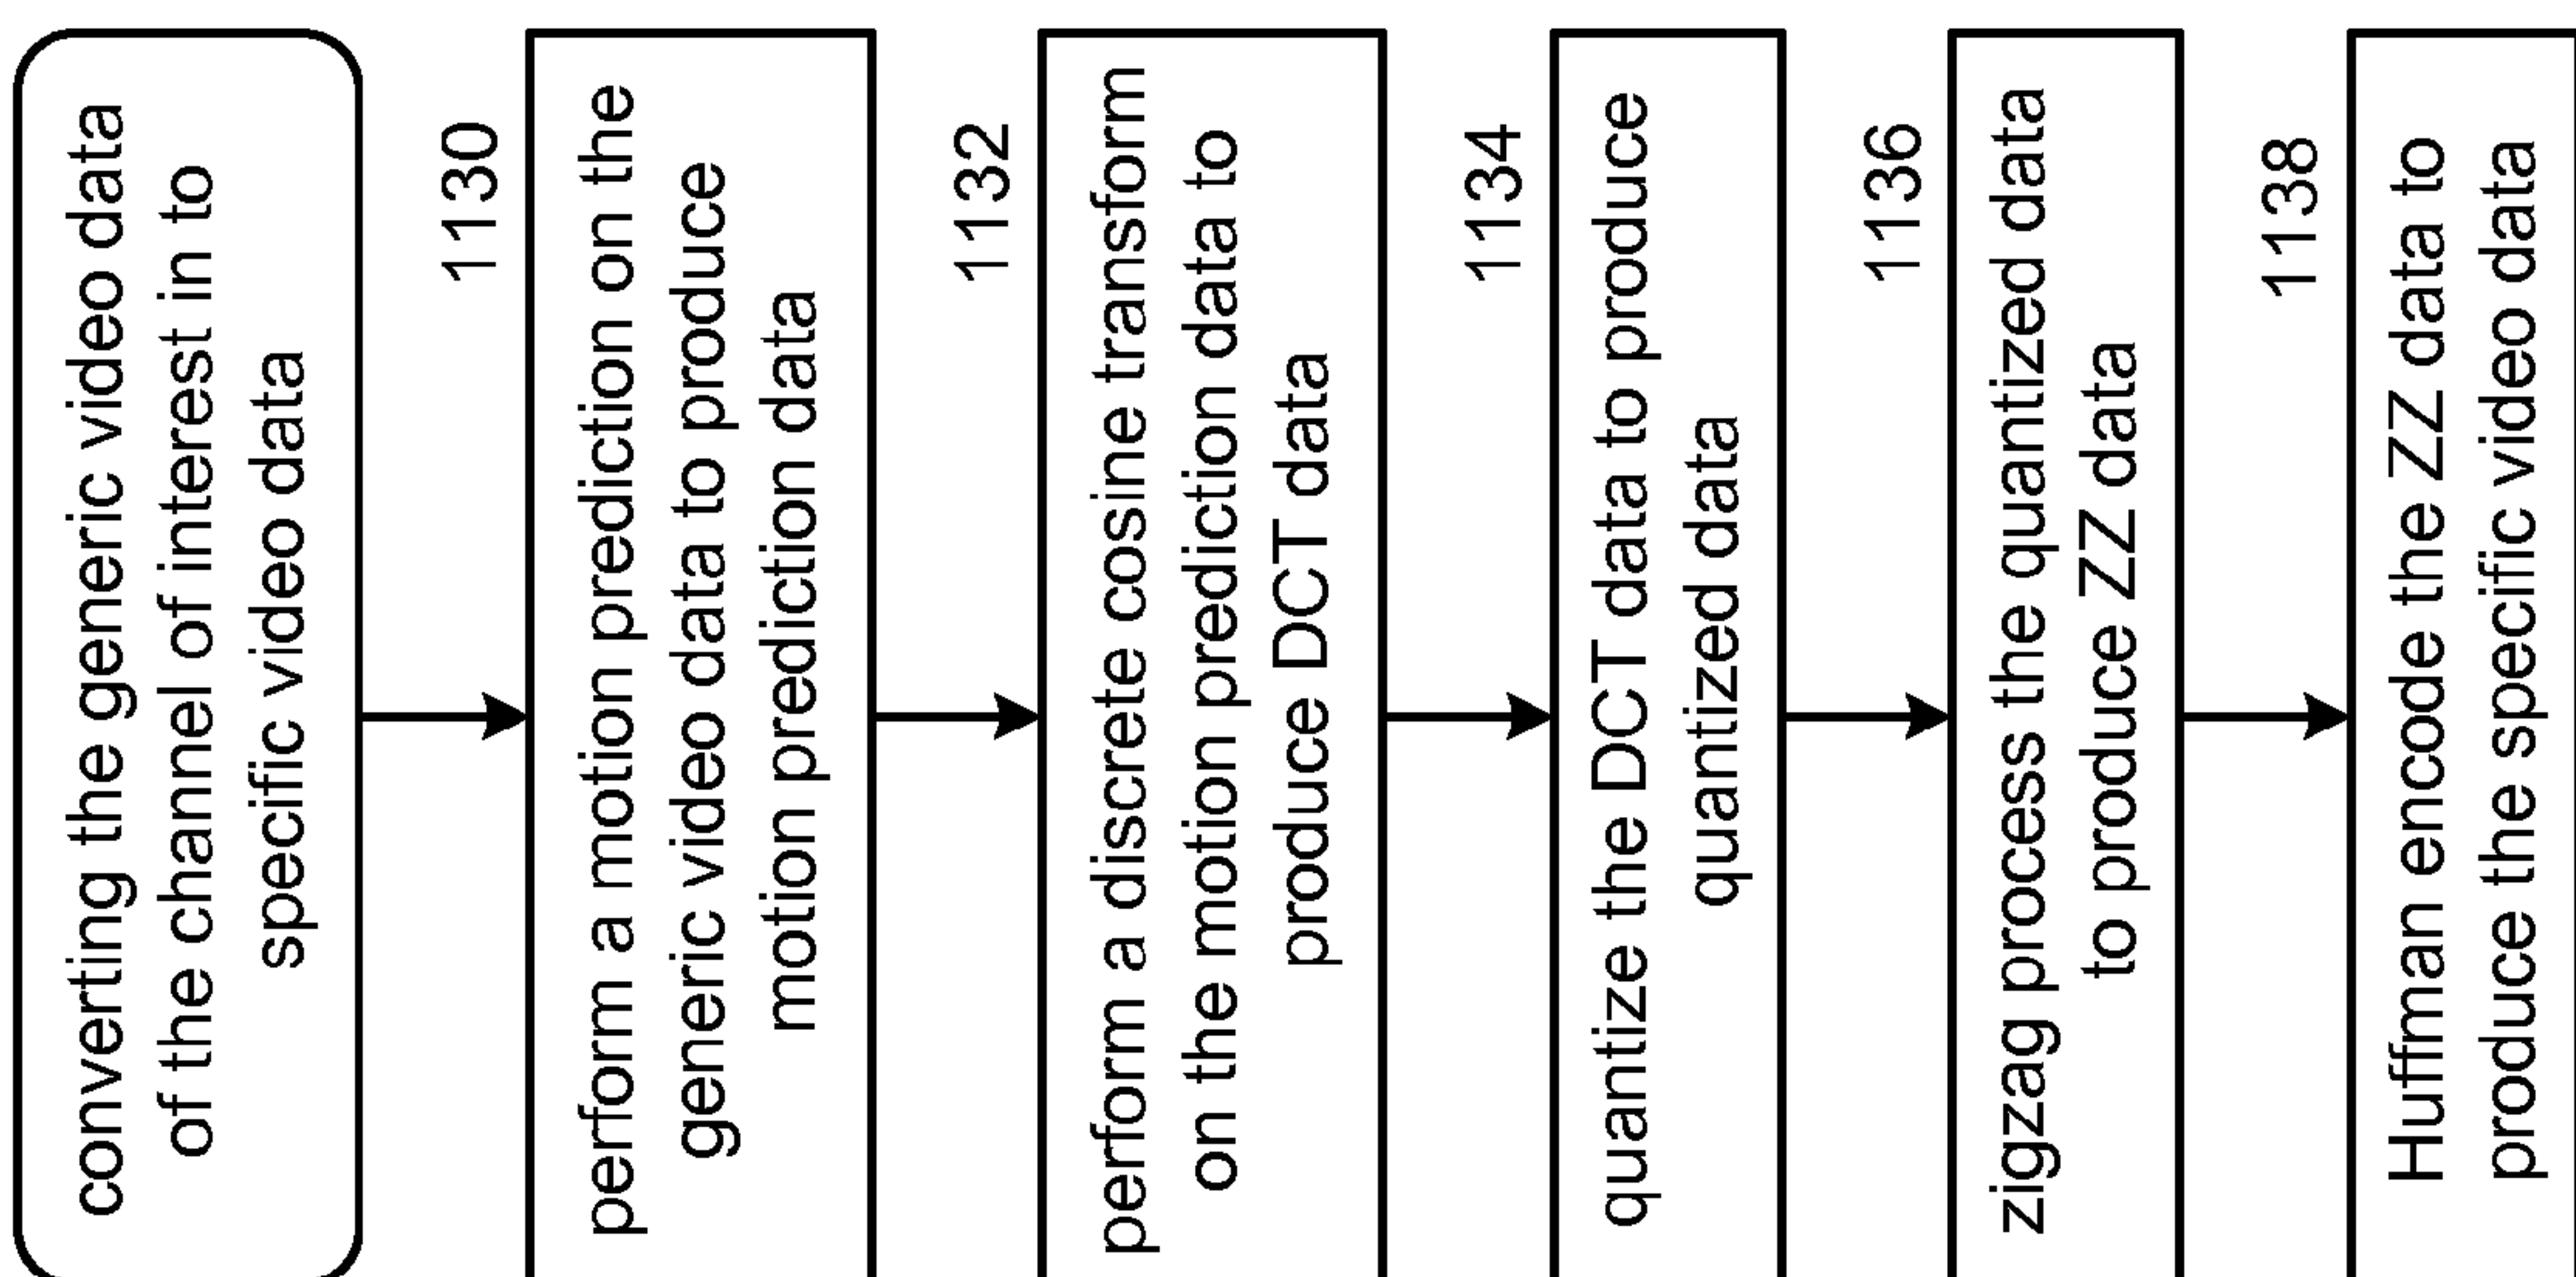 converting the generic video data
of the channel of interest in to
specific video data
1130
perform a motion prediction on the
generic video data to produce
motion prediction data
1132
perform a discrete cosine transform
on the motion prediction data to
produce DCT data
1134
quantize the DCT data to produce
quantized data
1136
zigzag process the quantized data
to produce ZZ data
1138
Huffman encode the ZZ data to
produce the specific video data